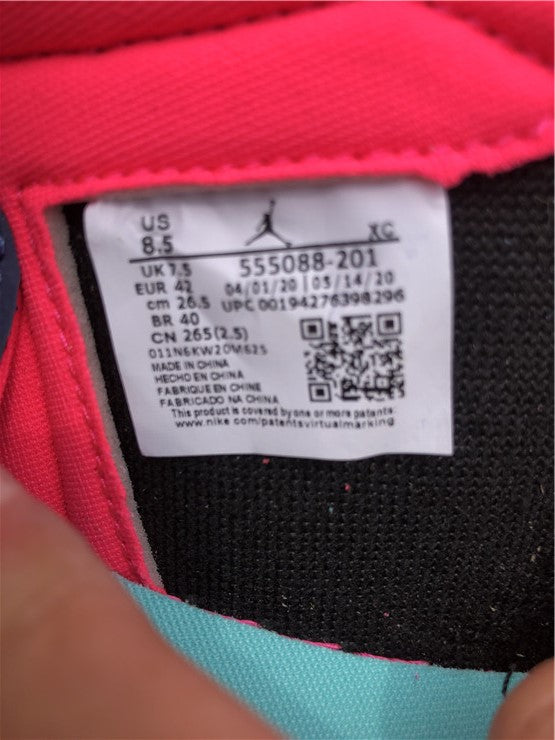 US XC
8.5
UK 7.5 555088-201
EUR 42 04/01/20 | 03/14/20
cm 26.5 UPC 00194276398296
BR 40
CN 265(2.5)
011N6KW20M625
MADE IN CHINA
HECHO EN CHINA
FABRIQUE EN CHINE
FABRICADO NA CHINA
This product is covered by one or more patents:
www.nike.com/patentsvirtualmarking